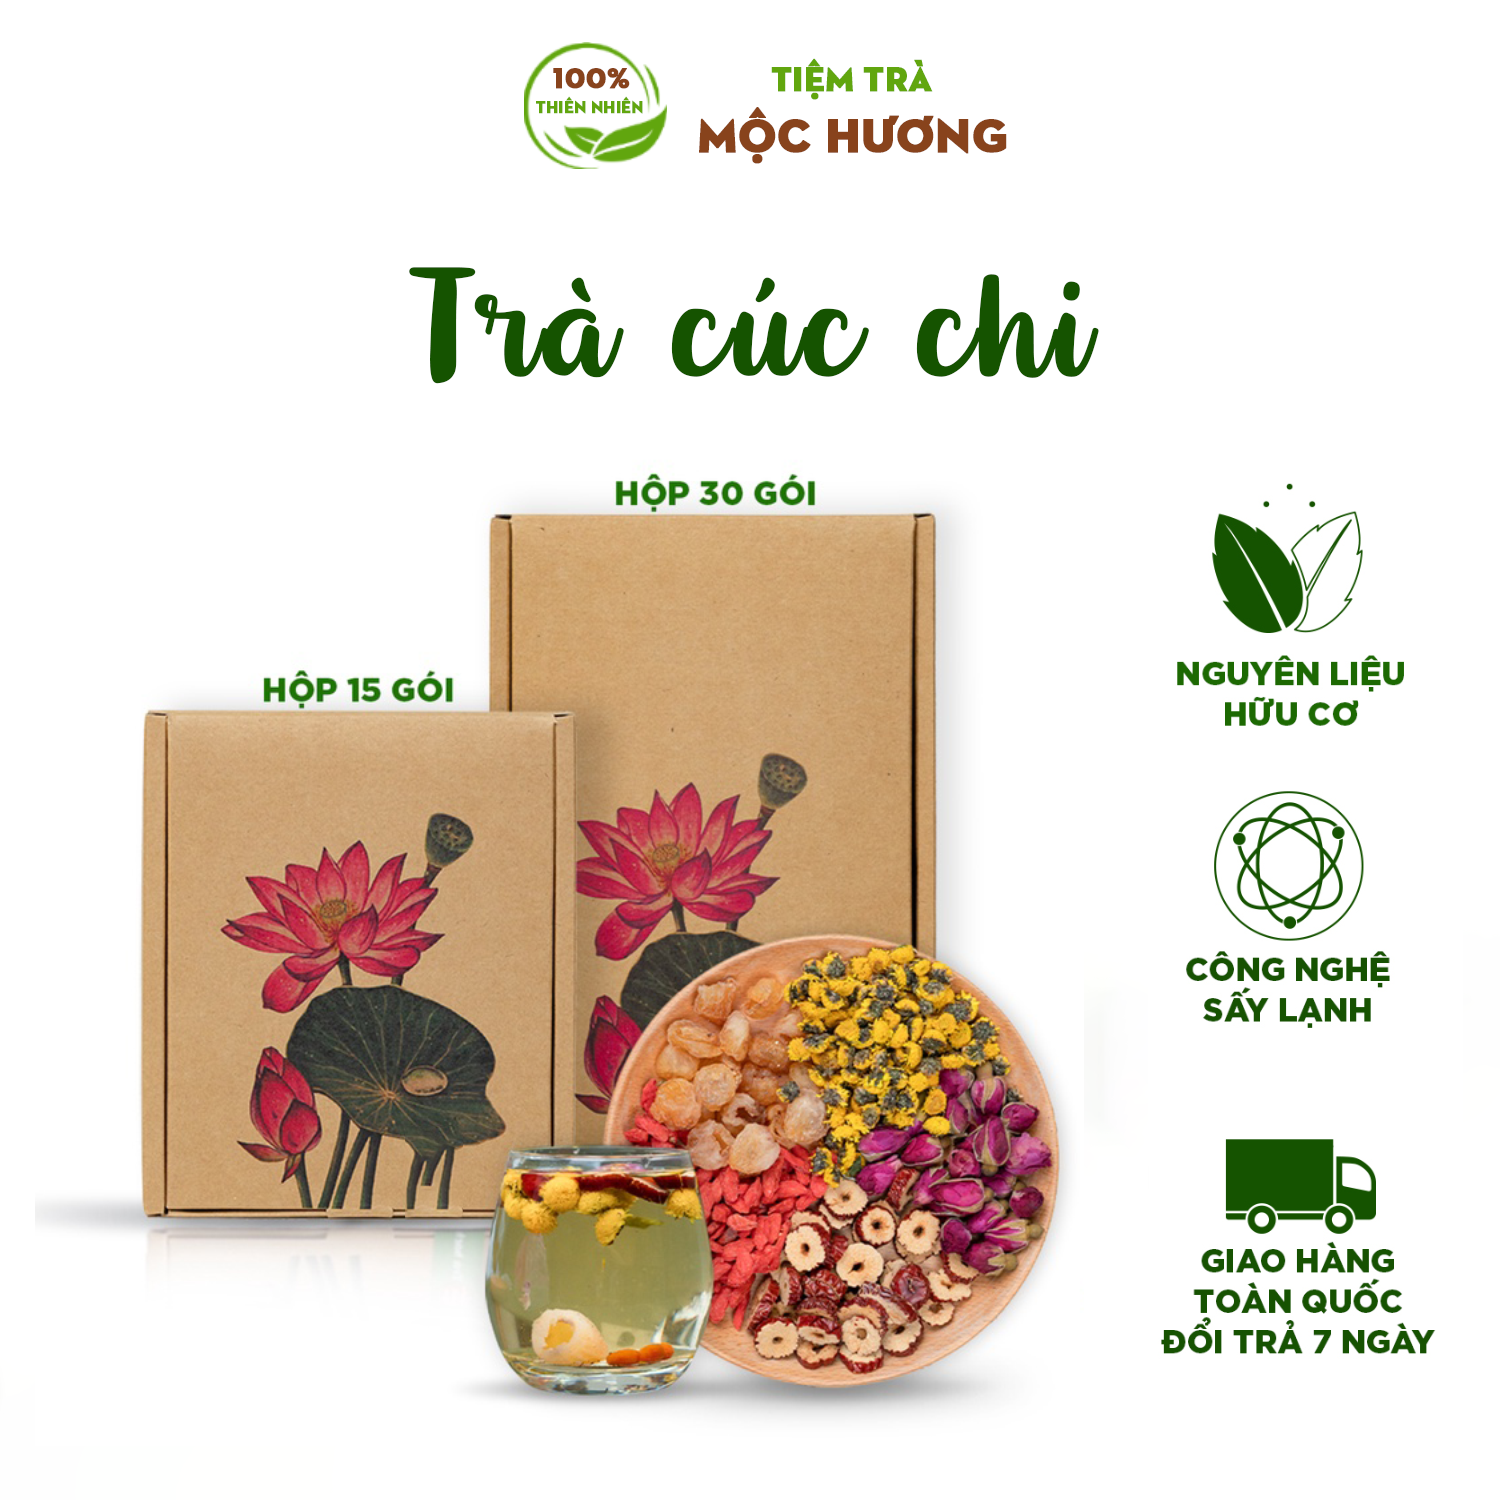 100%
THIÊN NHIÊN
TIỆM TRÀ
MỘC HƯƠNG
Trà cúc chi
HỘP 30 GÓI
HỘP 15 GÓI
NGUYÊN LIỆU
HỮU CƠ
CÔNG NGHỆ
SẤY LẠNH
GIAO HÀNG
TOÀN QUỐC
ĐỔI TRẢ 7 NGÀY